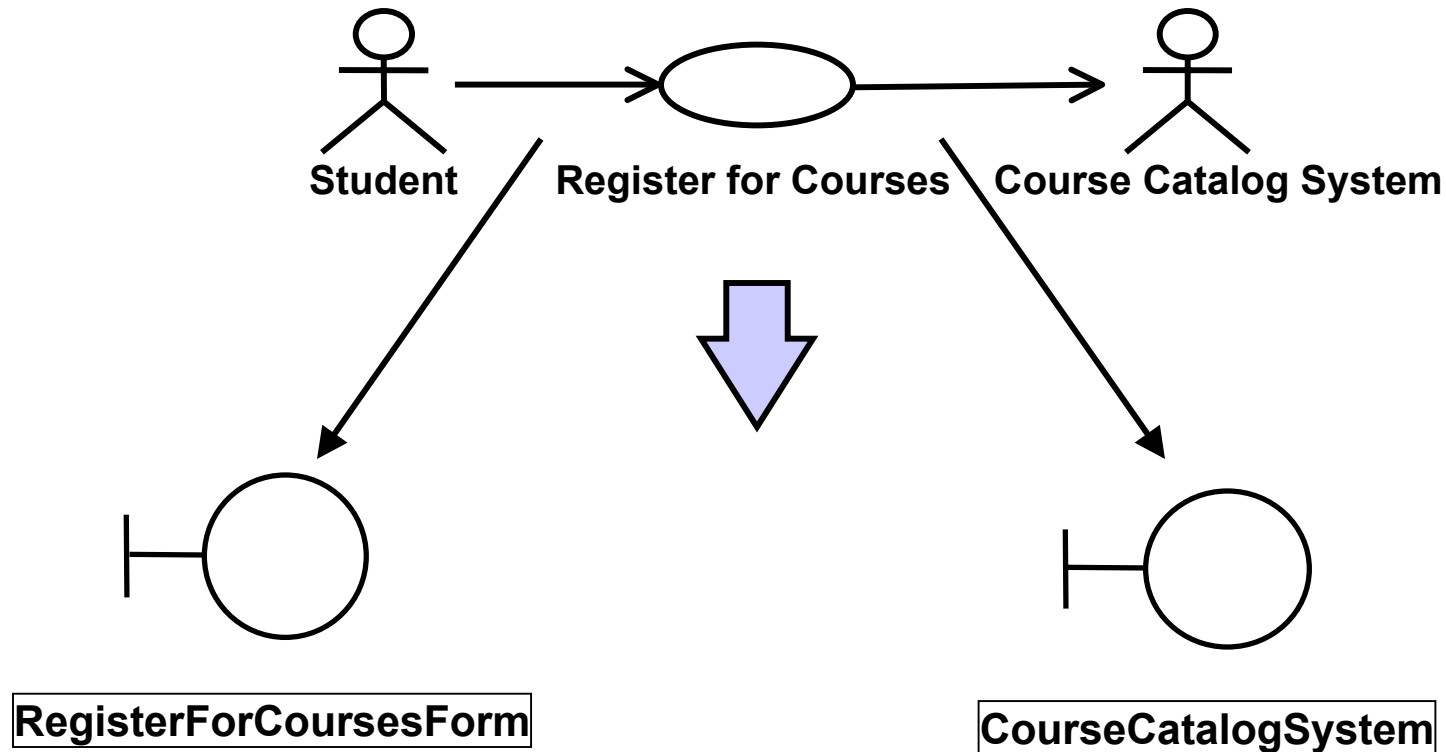 Student
Register for Courses
Course Catalog System
RegisterForCoursesForm
CourseCatalogSystem